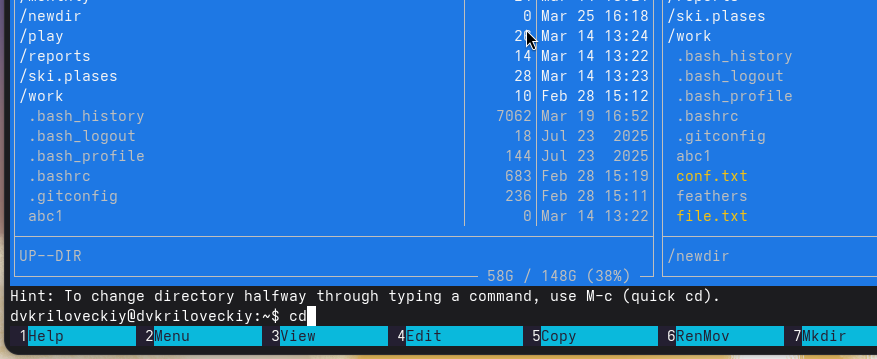 /newdir 0 Mar 25 16:18 /ski.plases
/play Mar 14 13:24 /work
/reports 14 Mar 14 13:22 .bash_history
/ski.plases 28 Mar 14 13:23 .bash_logout
/work 10 Feb 28 15:12 .bash_profile
.bash_history 7062 Mar 19 16:52 .bashrc
.bash_logout 18 Jul 23 2025 .gitconfig
.bash_profile 144 Jul 23 2025 abc1
.bashrc 683 Feb 28 15:19 conf.txt
.gitconfig 236 Feb 28 15:11 feathers
abc1 0 Mar 14 13:22 file.txt
UP--DIR /newdir
58G / 148G (38%)
Hint: To change directory halfway through typing a command, use M-c (quick cd).
dvkriloveckiy@dvkriloveckiy:~$ cd
1Help 2Menu 3View 4Edit 5Copy 6RenMov 7Mkdir